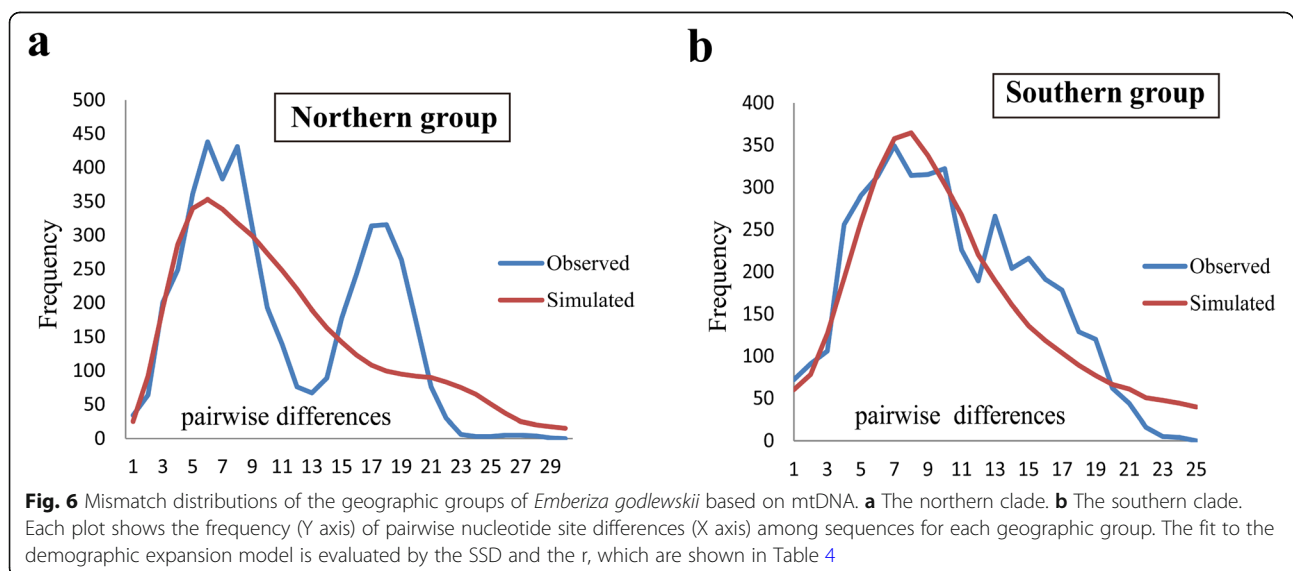 a
Northern group
500
450
400
350
300
250
200
150
100
50
0
Frequency
Observed
Simulated
pairwise differences
1 3 5 7 9 11 13 15 17 19 21 23 25 27 29
b
Southern group
400
350
300
250
200
150
100
50
0
Frequency
Observed
Simulated
pairwise differences
1 3 5 7 9 11 13 15 17 19 21 23 25
Fig. 6 Mismatch distributions of the geographic groups of Emberiza godlewskii based on mtDNA. a The northern clade. b The southern clade.
Each plot shows the frequency (Y axis) of pairwise nucleotide site differences (X axis) among sequences for each geographic group. The fit to the
demographic expansion model is evaluated by the SSD and the r, which are shown in Table 4